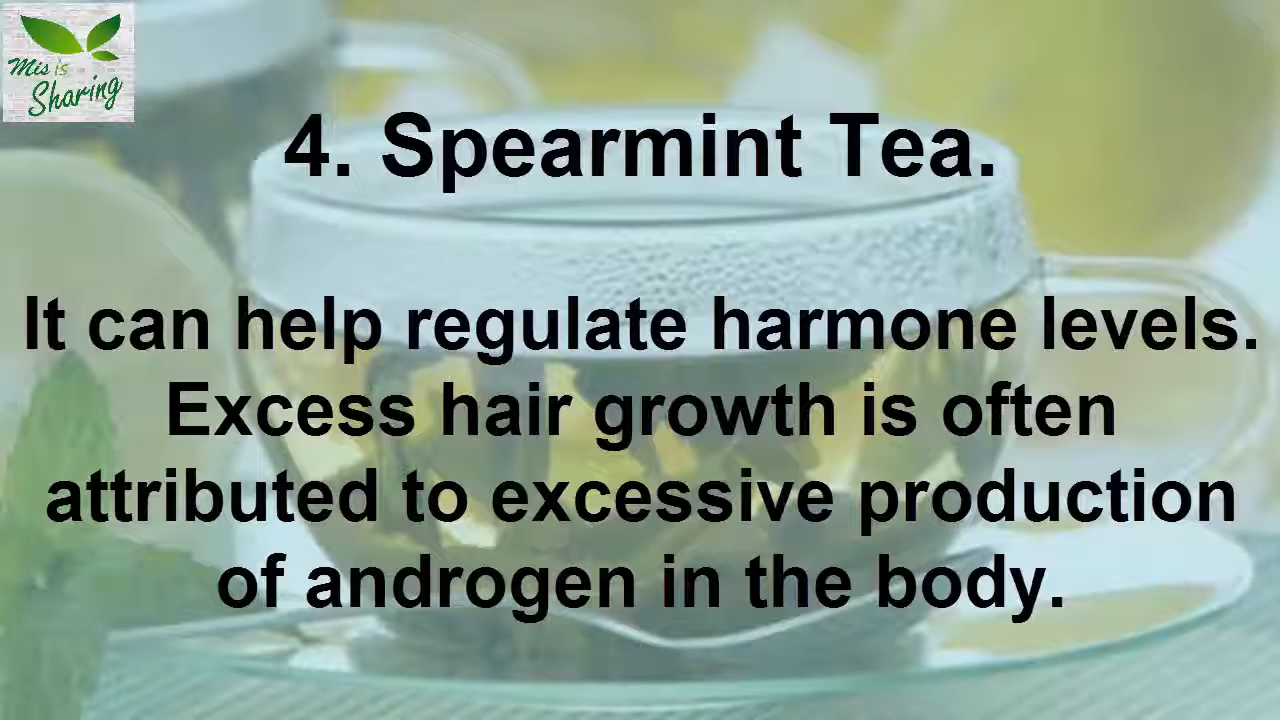 Mis is
Sharing
4. Spearmint Tea.
It can help regulate harmone levels.
Excess hair growth is often
attributed to excessive production
of androgen in the body.